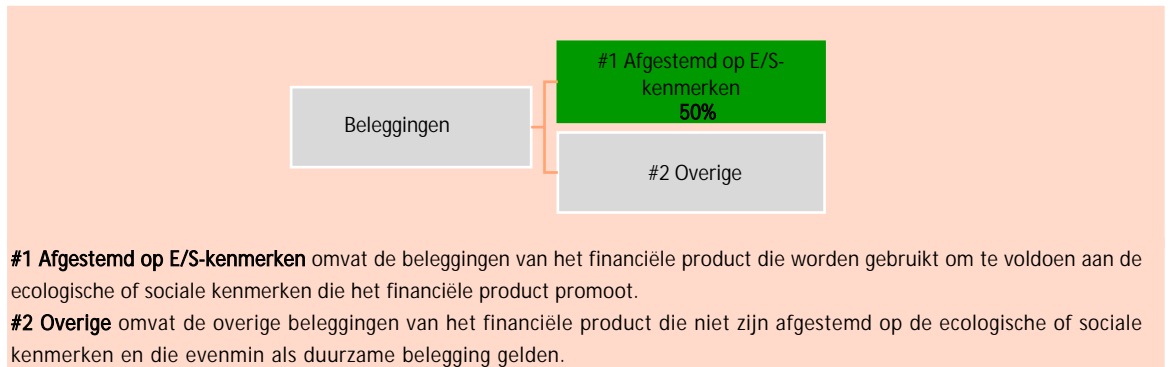 #1 Afgestemd op E/S-
kenmerken
50%
Beleggingen
#2 Overige
#1 Afgestemd op E/S-kenmerken omvat de beleggingen van het financiële product die worden gebruikt om te voldoen aan de
ecologische of sociale kenmerken die het financiële product promoot.
#2 Overige omvat de overige beleggingen van het financiële product die niet zijn afgestemd op de ecologische of sociale
kenmerken en die evenmin als duurzame belegging gelden.